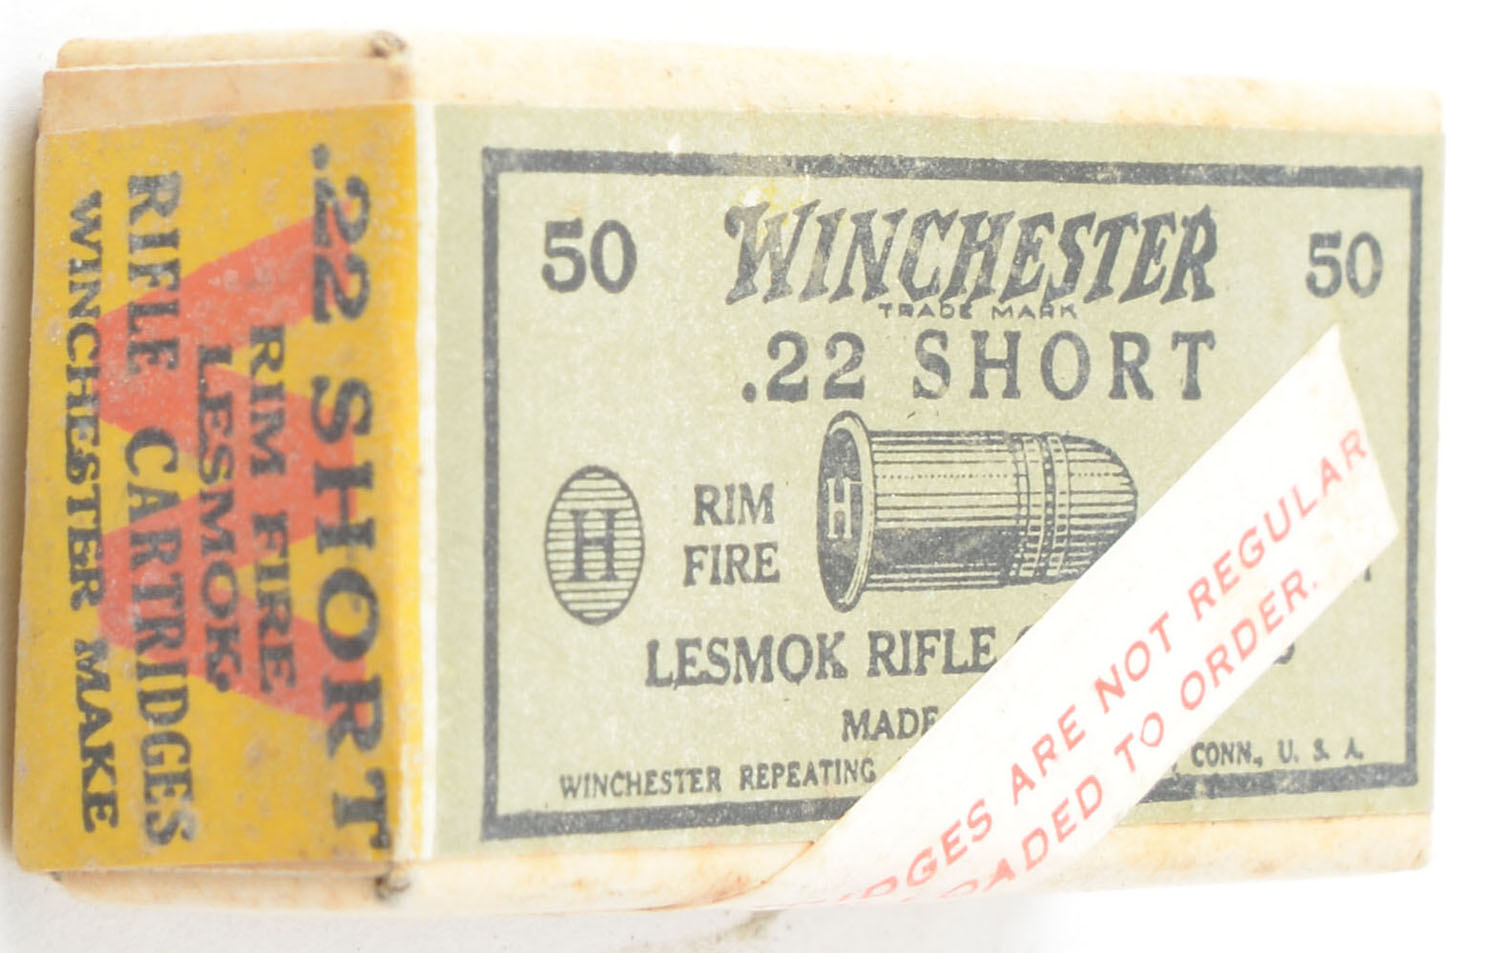 .22 SHORT
RIM FIRE
LESMOK
RIFLE CARTRIDGES
WINCHESTER MAKE
50 WINCHESTER 50
TRADE MARK
.22 SHORT
H
RIM
FIRE
H
LESMOK RIFLE
MADE
WINCHESTER REPEATING
CONN., U. S. A.
ARE NOT REGULAR
TO ORDER.